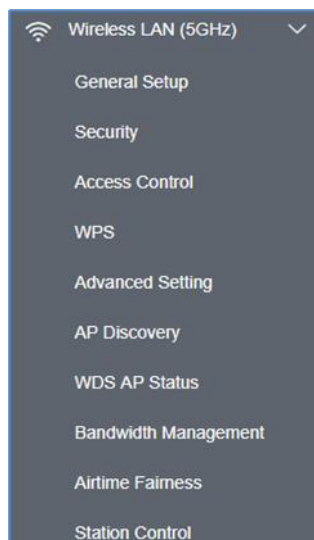 Wireless LAN (5GHz)
General Setup
Security
Access Control
WPS
Advanced Setting
AP Discovery
WDS AP Status
Bandwidth Management
Airtime Fairness
Station Control